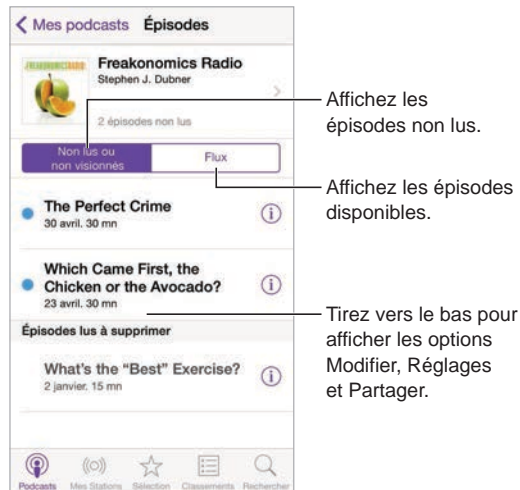 Mes podcasts Épisodes
FREAKONOMICS RADIO
Freakonomics Radio
Stephen J. Dubner
2 épisodes non lus
Non lus ou
non visionnés
Flux
The Perfect Crime
30 avril. 30 mn
Which Came First, the
Chicken or the Avocado?
23 avril. 30 mn
Épisodes lus à supprimer
What's the “Best” Exercise?
2 janvier. 15 mn
Podcasts Mes Stations Sélection Classements Rechercher
Affichez les
épisodes non lus.
Affichez les épisodes
disponibles.
Tirez vers le bas pour
afficher les options
Modifier, Réglages
et Partager.